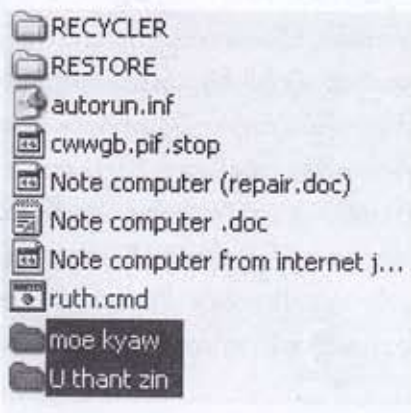 RECYCLER
RESTORE
autorun.inf
cwwgb.pif.stop
Note computer (repair.doc)
Note computer .doc
Note computer from internet j...
ruth.cmd
moe kyaw
U thant zin